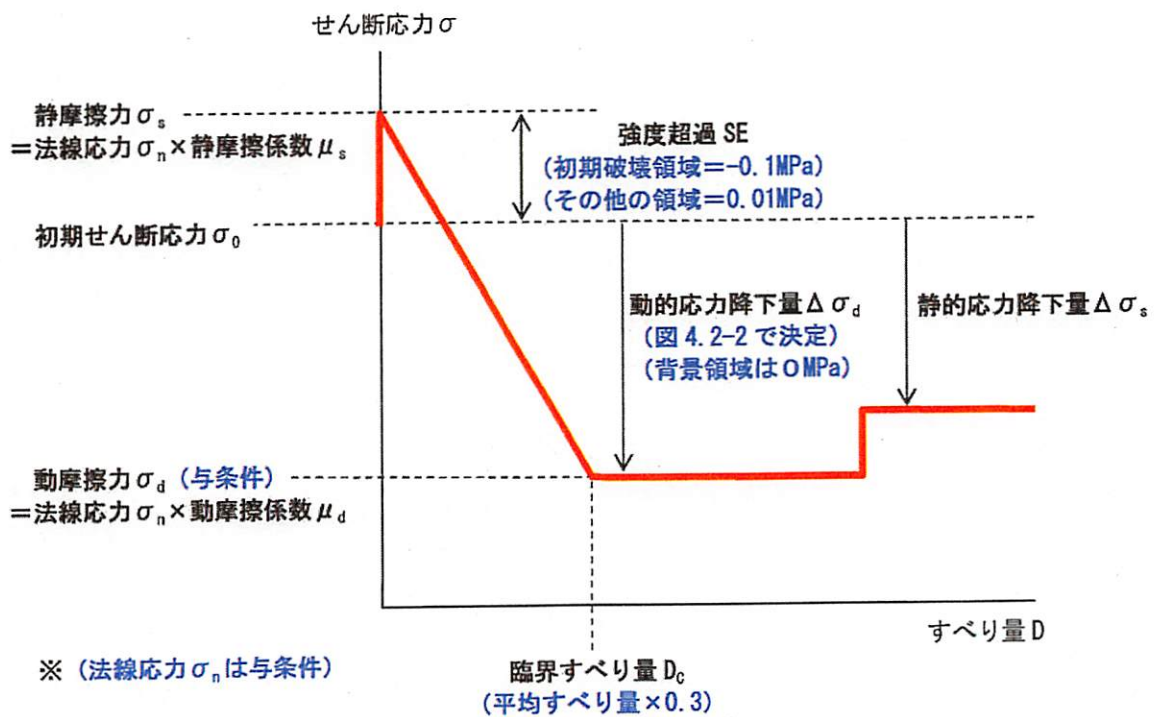 せん断応力σ
静摩擦力σs
＝法線応力σn×静摩擦係数μs
強度超過 SE
（初期破壊領域＝-0.1MPa）
（その他の領域＝0.01MPa）
初期せん断応力σ0
動的応力降下量Δσd
（図 4.2-2 で決定）
（背景領域は０MPa）
静的応力降下量Δσs
動摩擦力σd（与条件）
＝法線応力σn×動摩擦係数μd
すべり量 D
※（法線応力σnは与条件）
臨界すべり量 Dc
（平均すべり量×0.3）